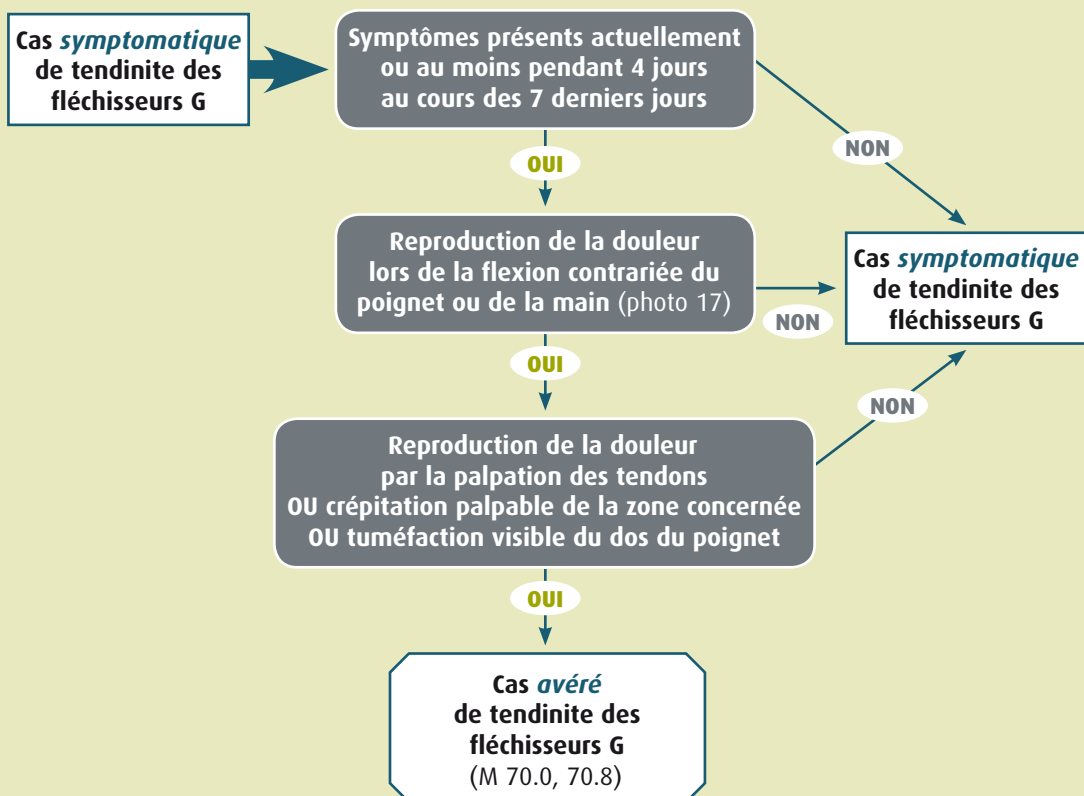 Cas symptomatique
de tendinite des
fléchisseurs G
Symptômes présents actuellement
ou au moins pendant 4 jours
au cours des 7 derniers jours
NON
OUI
Reproduction de la douleur
lors de la flexion contrariée du
poignet ou de la main (photo 17)
NON
Cas symptomatique
de tendinite des
fléchisseurs G
OUI
NON
Reproduction de la douleur
par la palpation des tendons
OU crépitation palpable de la zone concernée
OU tuméfaction visible du dos du poignet
OUI
Cas avéré
de tendinite des
fléchisseurs G
(M 70.0, 70.8)